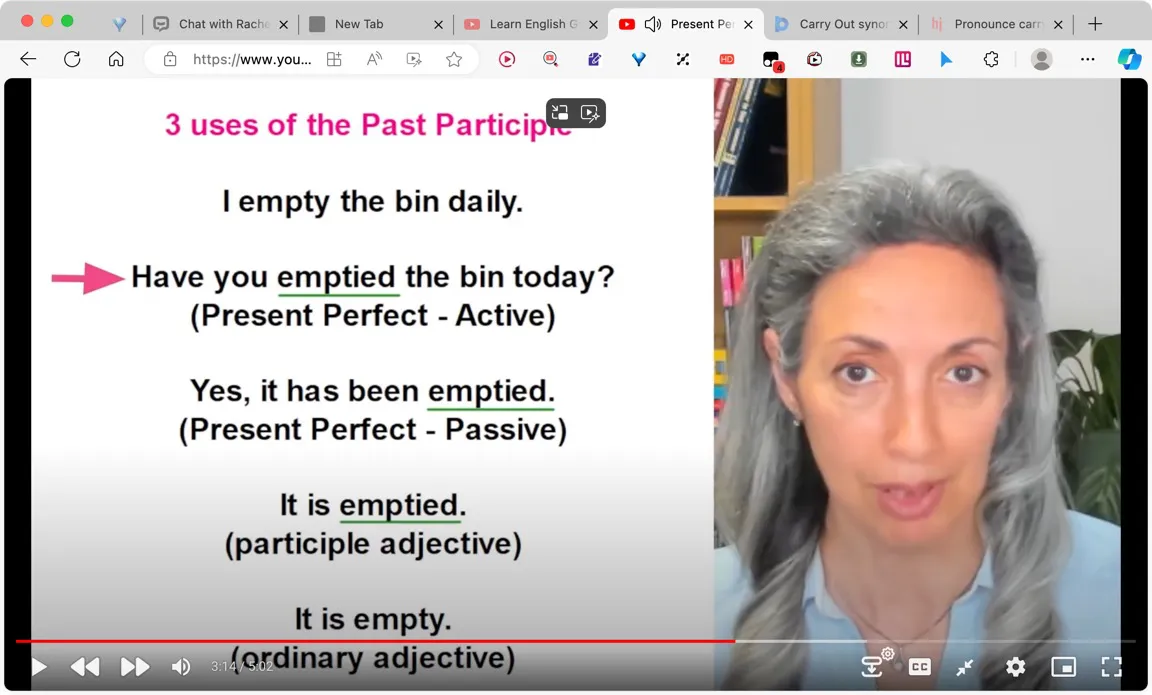 Chat with Rache
New Tab
Learn English G
Present Per
Carry Out synor
Pronounce carr
https://www.you...
HD
4
3 uses of the Past Participle
I empty the bin daily.
Have you emptied the bin today?
(Present Perfect - Active)
Yes, it has been emptied.
(Present Perfect - Passive)
It is emptied.
(participle adjective)
It is empty.
(ordinary adjective)
3:14 / 5:02
CC